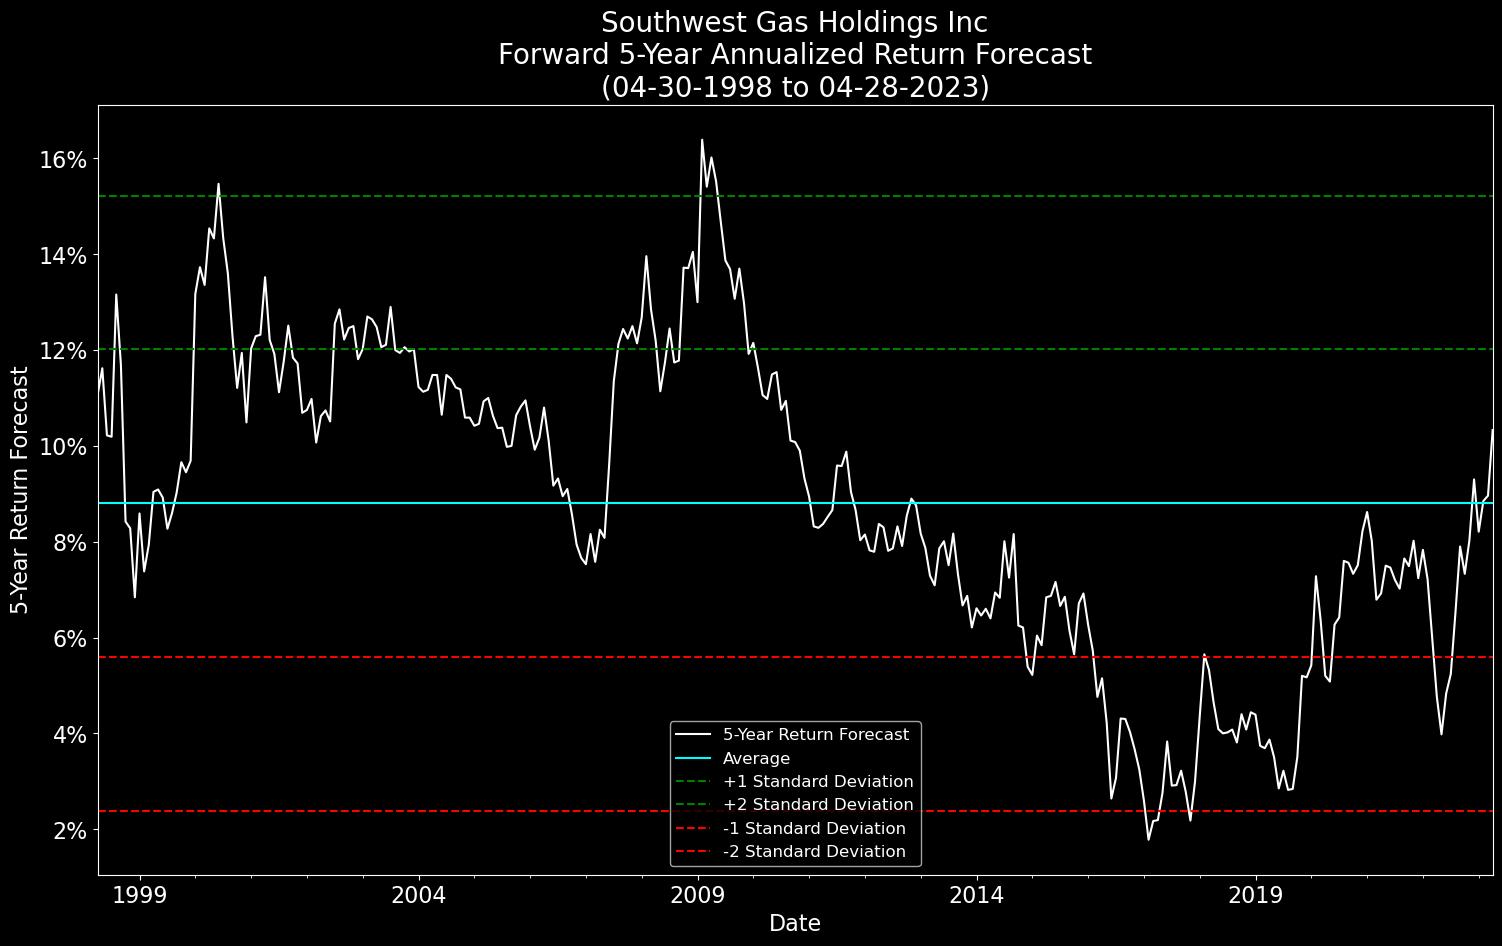 Southwest Gas Holdings Inc
Forward 5-Year Annualized Return Forecast
(04-30-1998 to 04-28-2023)
5-Year Return Forecast
16%
14%
12%
10%
8%
6%
4%
2%
5-Year Return Forecast
Average
+1 Standard Deviation
+2 Standard Deviation
-1 Standard Deviation
-2 Standard Deviation
1999
2004
2009
2014
2019
Date